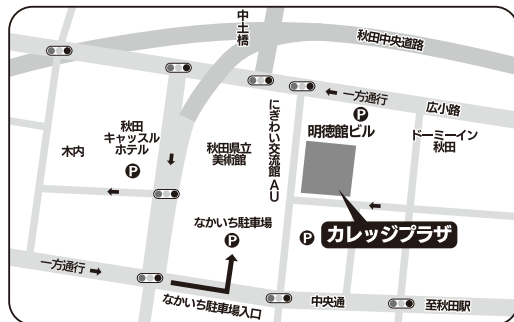 中土橋
秋田中央道路
一方通行
広小路
P
明徳館ビル
ドーミーイン
秋田
秋田
キャッスル
ホテル
P
木内
秋田県立
美術館
にぎわい交流館AU
なかいち駐車場
P
P
カレッジプラザ
一方通行
なかいち駐車場入口
中央通
至秋田駅